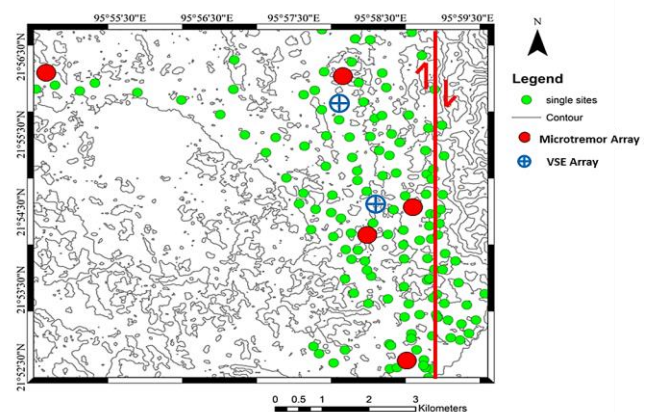 95°55'30"E 95°56'30"E 95°57'30"E 95°58'30"E 95°59'30"E
N
21°56'30"N
21°55'30"N
21°54'30"N
21°53'30"N
21°52'30"N
Legend
single sites
Contour
Microtremor Array
VSE Array
0 0.5 1 2 3
Kilometers